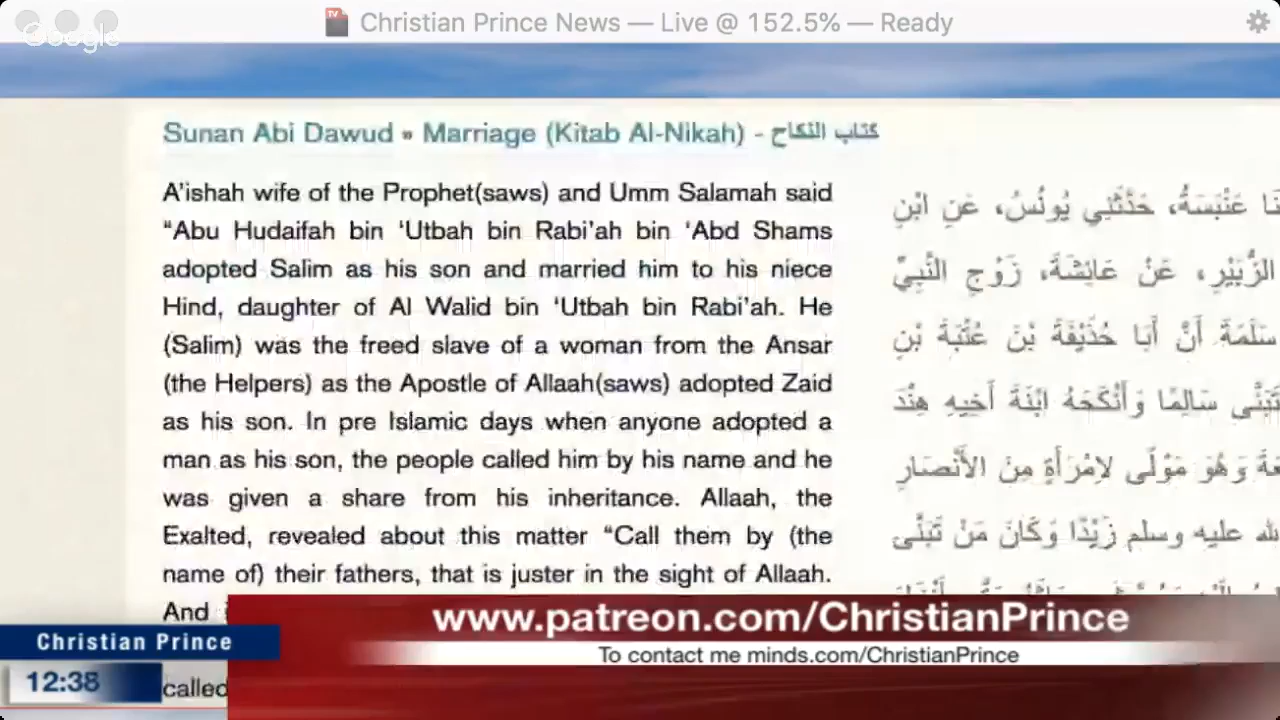 Google
TV
Christian Prince News — Live @ 152.5% — Ready
Sunan Abi Dawud » Marriage (Kitab Al-Nikah) - كتاب النكاح
A'ishah wife of the Prophet(saws) and Umm Salamah said
“Abu Hudaifah bin ‘Utbah bin Rabi’ah bin ‘Abd Shams
adopted Salim as his son and married him to his niece
Hind, daughter of Al Walid bin ‘Utbah bin Rabi’ah. He
(Salim) was the freed slave of a woman from the Ansar
(the Helpers) as the Apostle of Allaah(saws) adopted Zaid
as his son. In pre Islamic days when anyone adopted a
man as his son, the people called him by his name and he
was given a share from his inheritance. Allaah, the
Exalted, revealed about this matter “Call them by (the
name of) their fathers, that is juster in the sight of Allaah.
And
called
عَنْبَسَةُ، حَدَّثَنِي يُونُسُ، عَنِ ابْنِ
الزُّبَيْرِ، عَنْ عَائِشَةَ، زَوْجِ النَّبِيِّ
سَلَمَةَ أَنَّ أَبَا حُذَيْفَةَ بْنَ عُتْبَةَ بْنِ
تَبَنَّى سَالِمًا وَأَنْكَحَهُ ابْنَةَ أَخِيهِ هِنْدَ
وَهُوَ مَوْلًى لاِمْرَأَةٍ مِنَ الأَنْصَارِ
عليه وسلم زَيْدًا وَكَانَ مَنْ تَبَنَّى
www.patreon.com/ChristianPrince
To contact me minds.com/ChristianPrince
Christian Prince
12:38